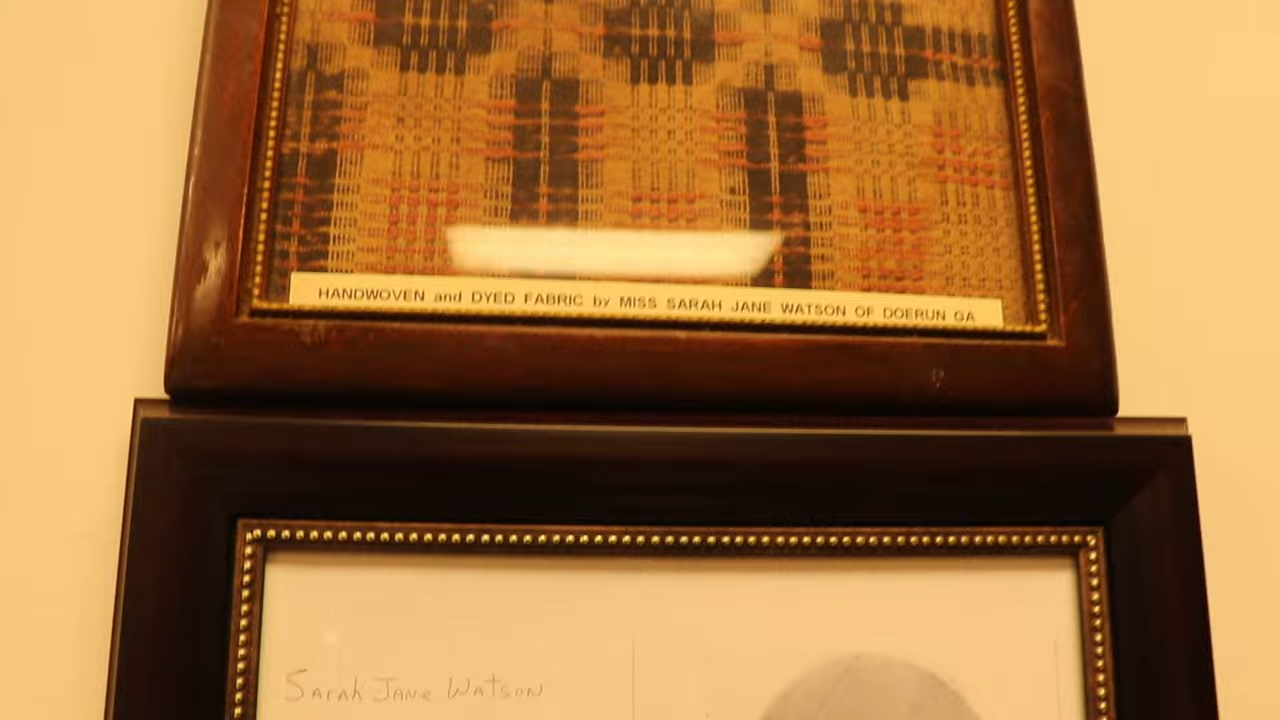 HANDWOVEN and DYED FABRIC by MISS SARAH JANE WATSON OF DOERUN GA
Sarah Jane Watson